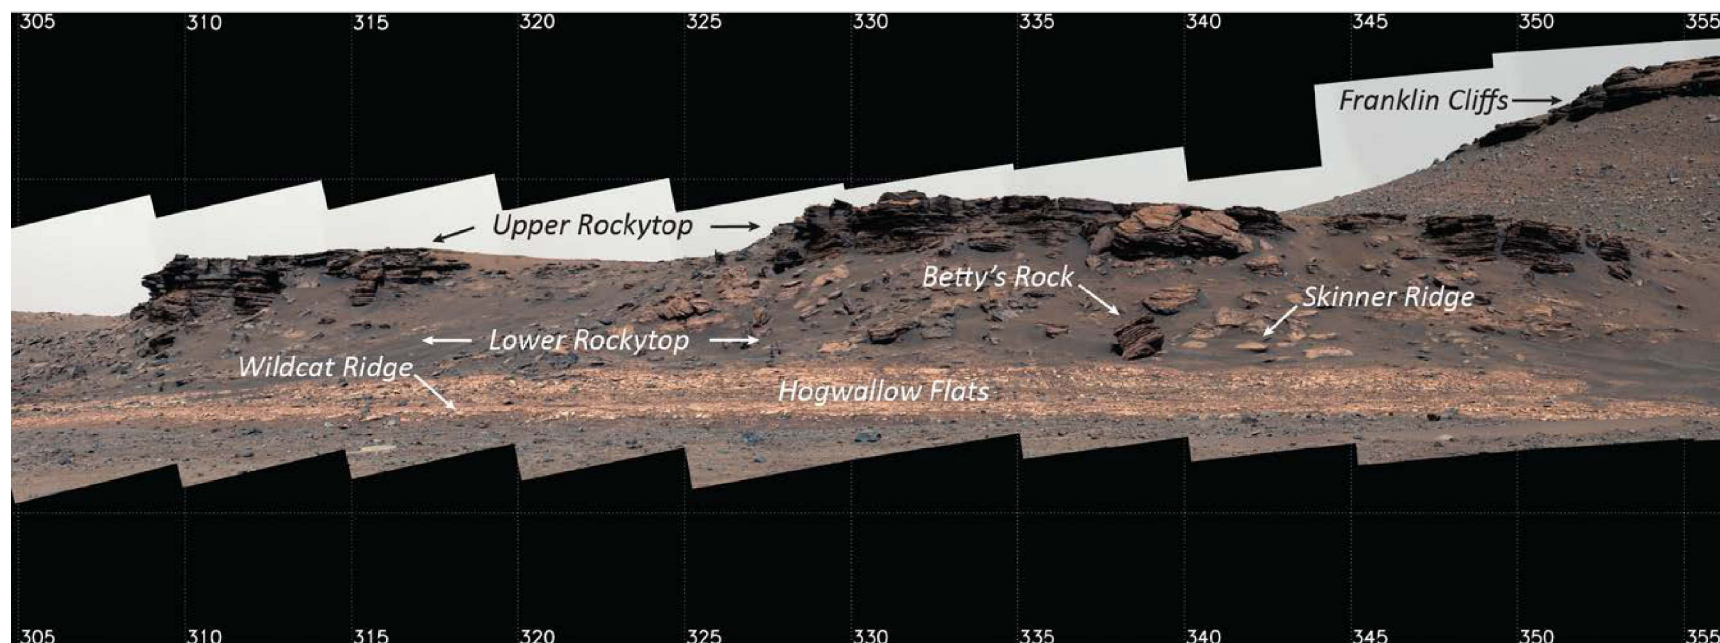 305 310 315 320 325 330 335 340 345 350 355
Franklin Cliffs
Upper Rockytop
Betty's Rock
Skinner Ridge
Lower Rockytop
Wildcat Ridge
Hogwallow Flats
305 310 315 320 325 330 335 340 345 350 355